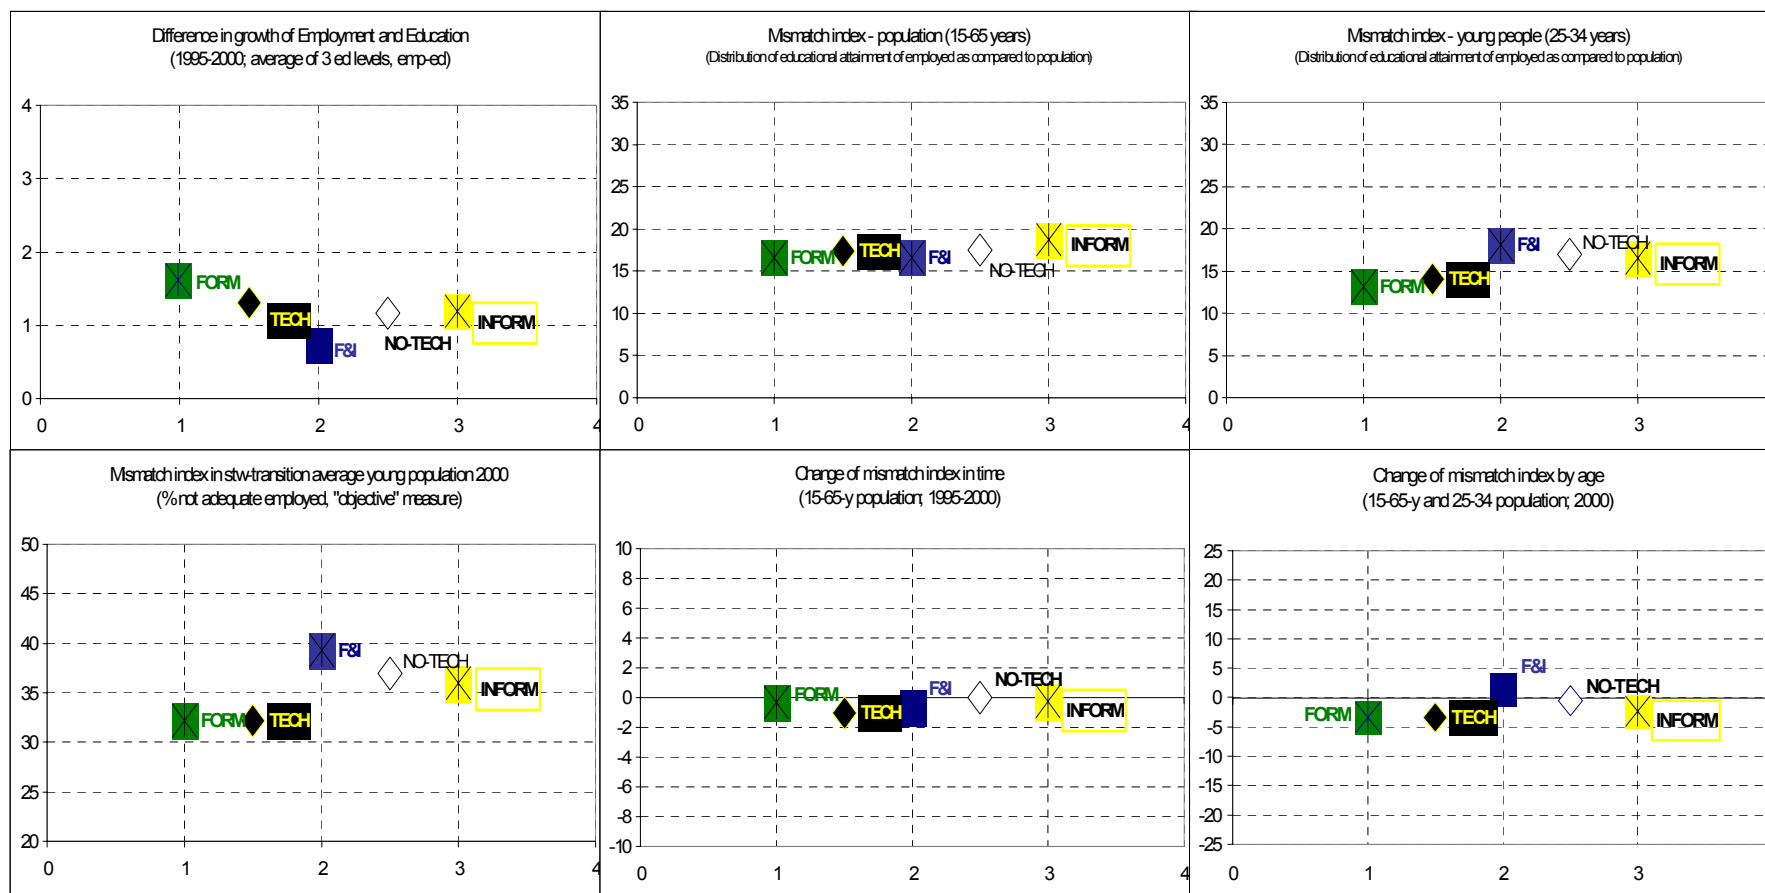 Difference in growth of Employment and Education
(1995-2000; average of 3 ed levels, emp-ed)
4
3
2
1
0
FORM
TECH
F&I
NO-TECH
INFORM
0 1 2 3 4
Mismatch index - population (15-65 years)
(Distribution of educational attainment of employed as compared to population)
35
30
25
20
15
10
5
0
FORM
TECH
F&I
NO-TECH
INFORM
0 1 2 3 4
Mismatch index - young people (25-34 years)
(Distribution of educational attainment of employed as compared to population)
35
30
25
20
15
10
5
0
FORM
TECH
F&I
NO-TECH
INFORM
0 1 2 3
Mismatch index in stw-transition average young population 2000
(% not adequate employed, "objective" measure)
50
45
40
35
30
25
20
FORM
TECH
F&I
NO-TECH
INFORM
0 1 2 3 4
Change of mismatch index in time
(15-65-y population; 1995-2000)
10
8
6
4
2
0
-2
-4
-6
-8
-10
FORM
TECH
F&I
NO-TECH
INFORM
0 1 2 3 4
Change of mismatch index by age
(15-65-y and 25-34 population; 2000)
25
20
15
10
5
0
-5
-10
-15
-20
-25
FORM
TECH
F&I
NO-TECH
INFORM
0 1 2 3